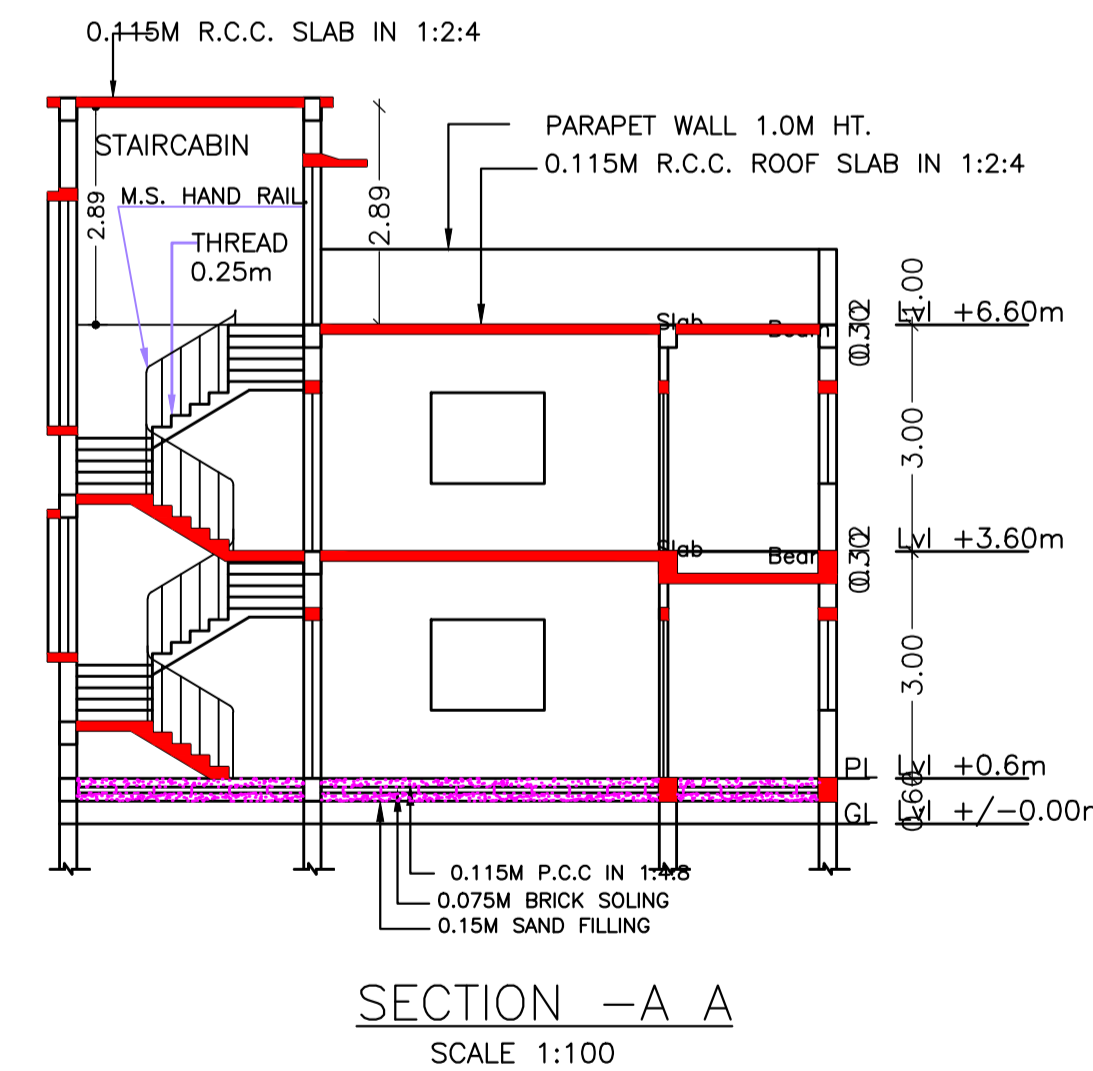 0.115M R.C.C. SLAB IN 1:2:4
STAIRCABIN
PARAPET WALL 1.0M HT.
0.115M R.C.C. ROOF SLAB IN 1:2:4
M.S. HAND RAIL.
2.89
2.89
THREAD
0.25m
1.00
Slab
Lvl +6.60m
3.00
Slab
Lvl +3.60m
3.00
PL
Lvl +0.6m
0.60
GL
0.115M P.C.C IN 1:4:8
0.075M BRICK SOLING
0.15M SAND FILLING
SECTION -A A
SCALE 1:100